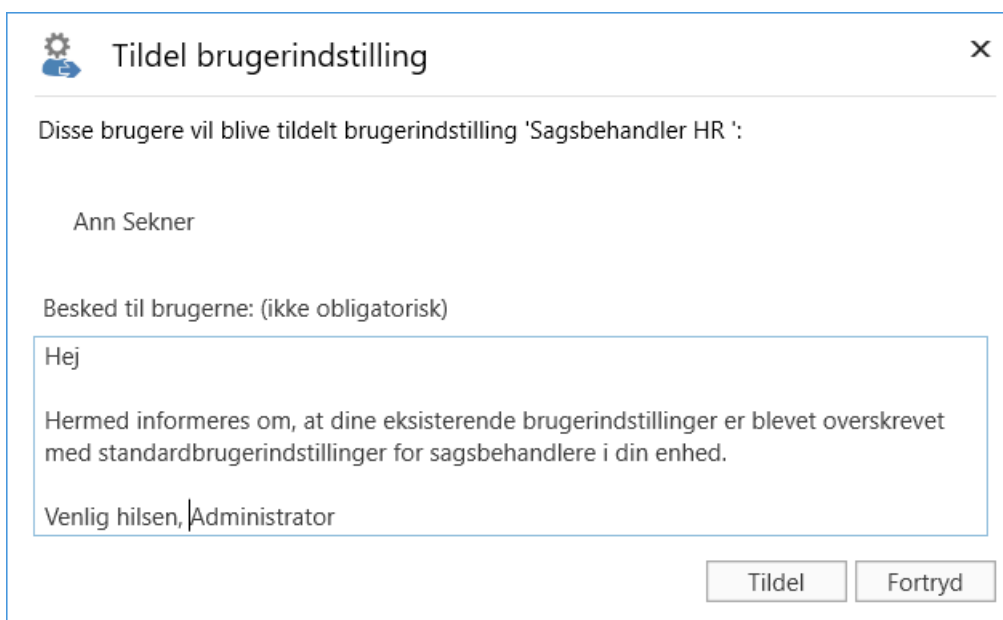 Tildel brugerindstilling
Disse brugere vil blive tildelt brugerindstilling 'Sagsbehandler HR ':
Ann Sekner
Besked til brugerne: (ikke obligatorisk)
Hej
Hermed informeres om, at dine eksisterende brugerindstillinger er blevet overskrevet
med standardbrugerindstillinger for sagsbehandlere i din enhed.
Venlig hilsen, Administrator
Tildel Fortryd